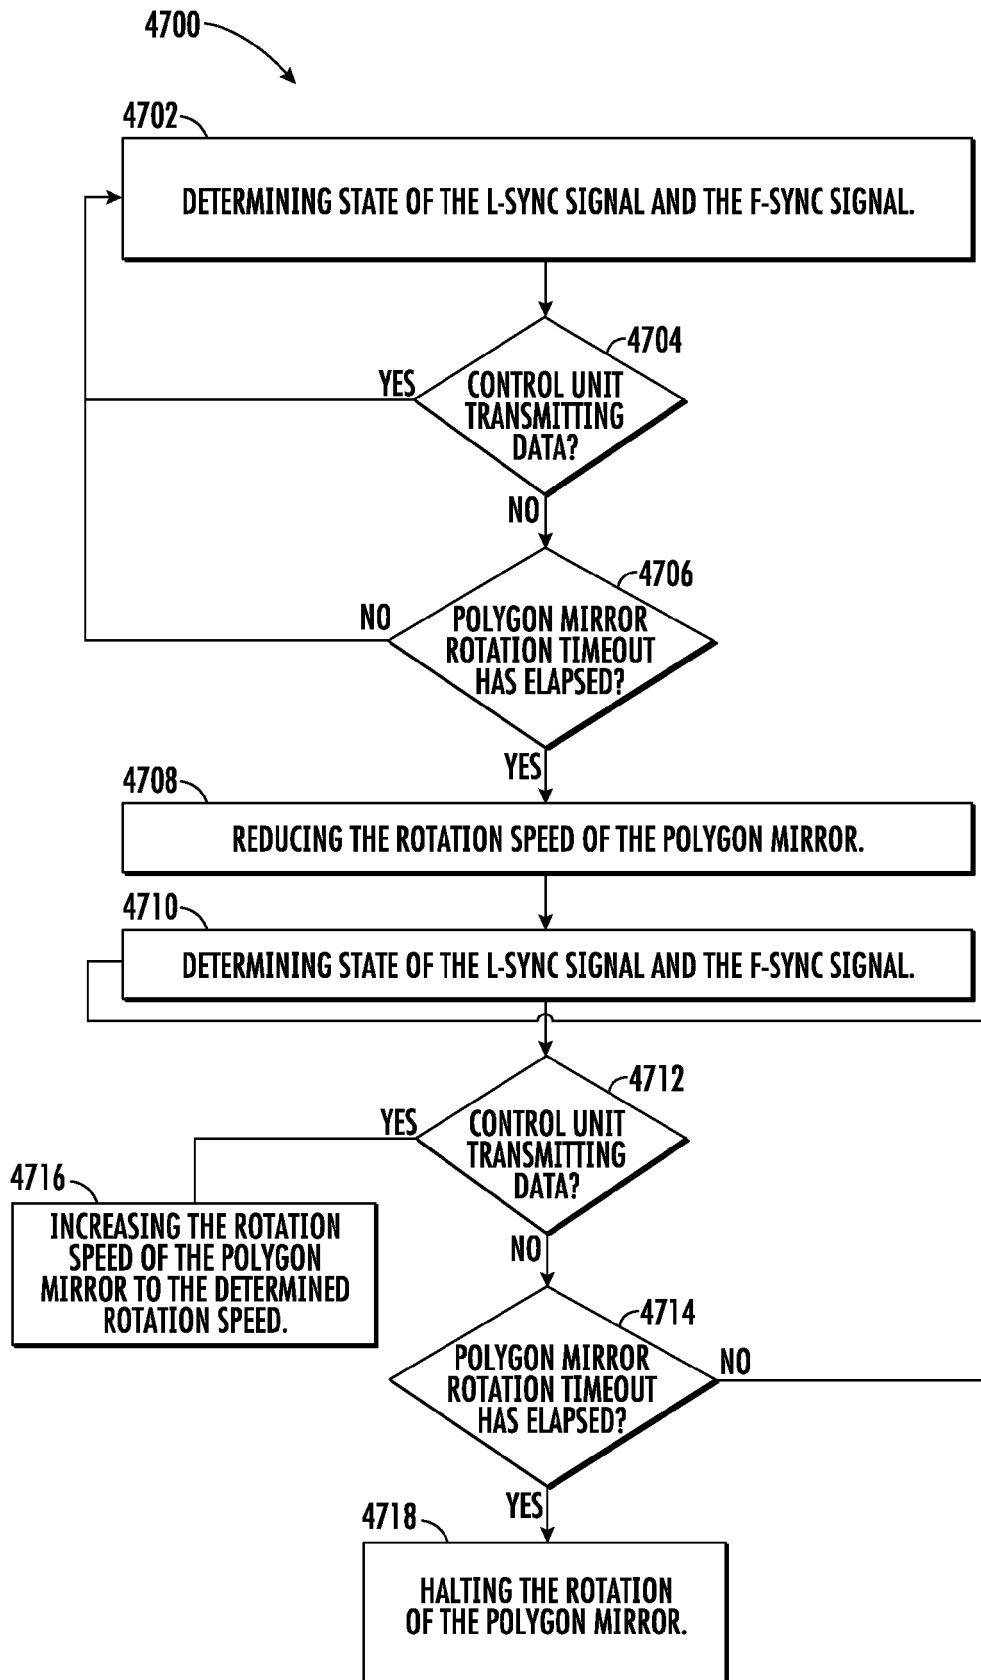 4700
4702
DETERMINING STATE OF THE L-SYNC SIGNAL AND THE F-SYNC SIGNAL.
4704
YES
CONTROL UNIT
TRANSMITTING
DATA?
NO
4706
NO
POLYGON MIRROR
ROTATION TIMEOUT
HAS ELAPSED?
YES
4708
REDUCING THE ROTATION SPEED OF THE POLYGON MIRROR.
4710
DETERMINING STATE OF THE L-SYNC SIGNAL AND THE F-SYNC SIGNAL.
4712
YES
CONTROL UNIT
TRANSMITTING
DATA?
4716
INCREASING THE ROTATION
SPEED OF THE POLYGON
MIRROR TO THE DETERMINED
ROTATION SPEED.
NO
4714
POLYGON MIRROR
ROTATION TIMEOUT
HAS ELAPSED?
NO
YES
4718
HALTING THE ROTATION
OF THE POLYGON MIRROR.